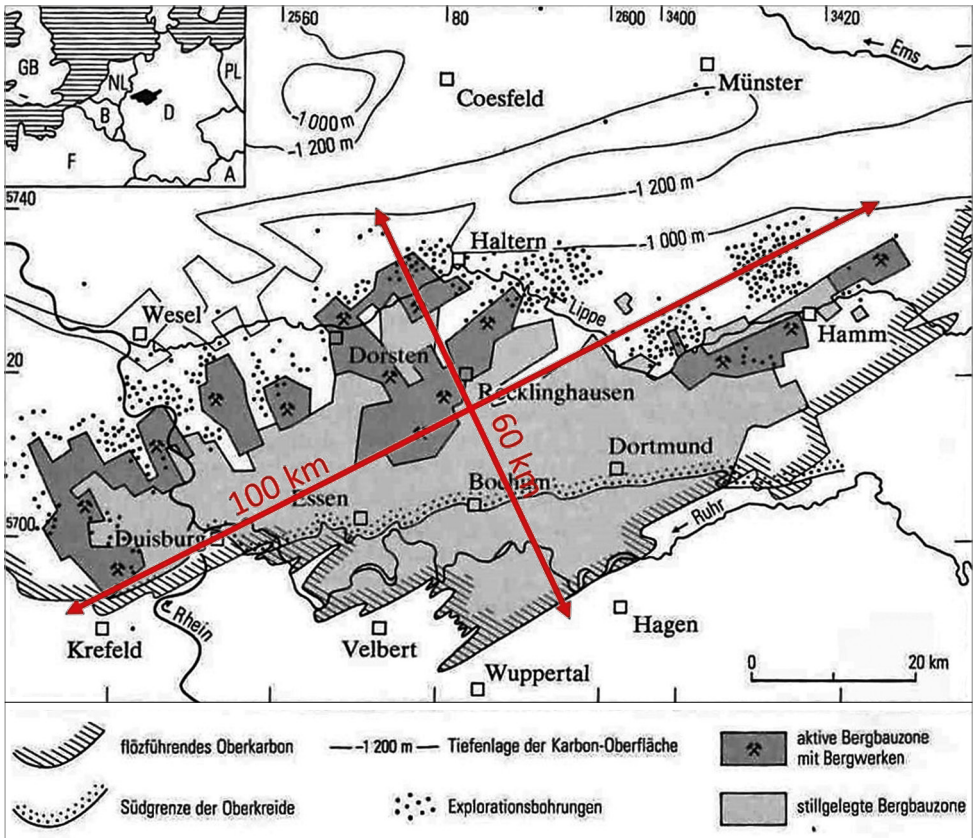 2560
80
2600
3400
3420
Ems
GB
NL
PL
B
D
F
A
Münster
Coesfeld
-1 000 m
-1 200 m
-1 200 m
5740
-1 000 m
Haltern
Lippe
Wesel
Hamm
20
Dorsten
Recklinghausen
60 km
Dortmund
100 km
Bochum
Essen
5700
Duisburg
Ruhr
Rhein
Hagen
Krefeld
Velbert
Wuppertal
0 20 km
flözführendes Oberkarbon
-1 200 m
Tiefenlage der Karbon-Oberfläche
aktive Bergbauzone
mit Bergwerken
Südgrenze der Oberkreide
Explorationsbohrungen
stillgelegte Bergbauzone